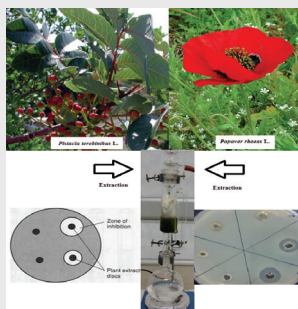 Pistacia terebinthus L..
Papaver rhoeas L..
Extraction
Extraction
Zone of
inhibition
Plant extract
discs